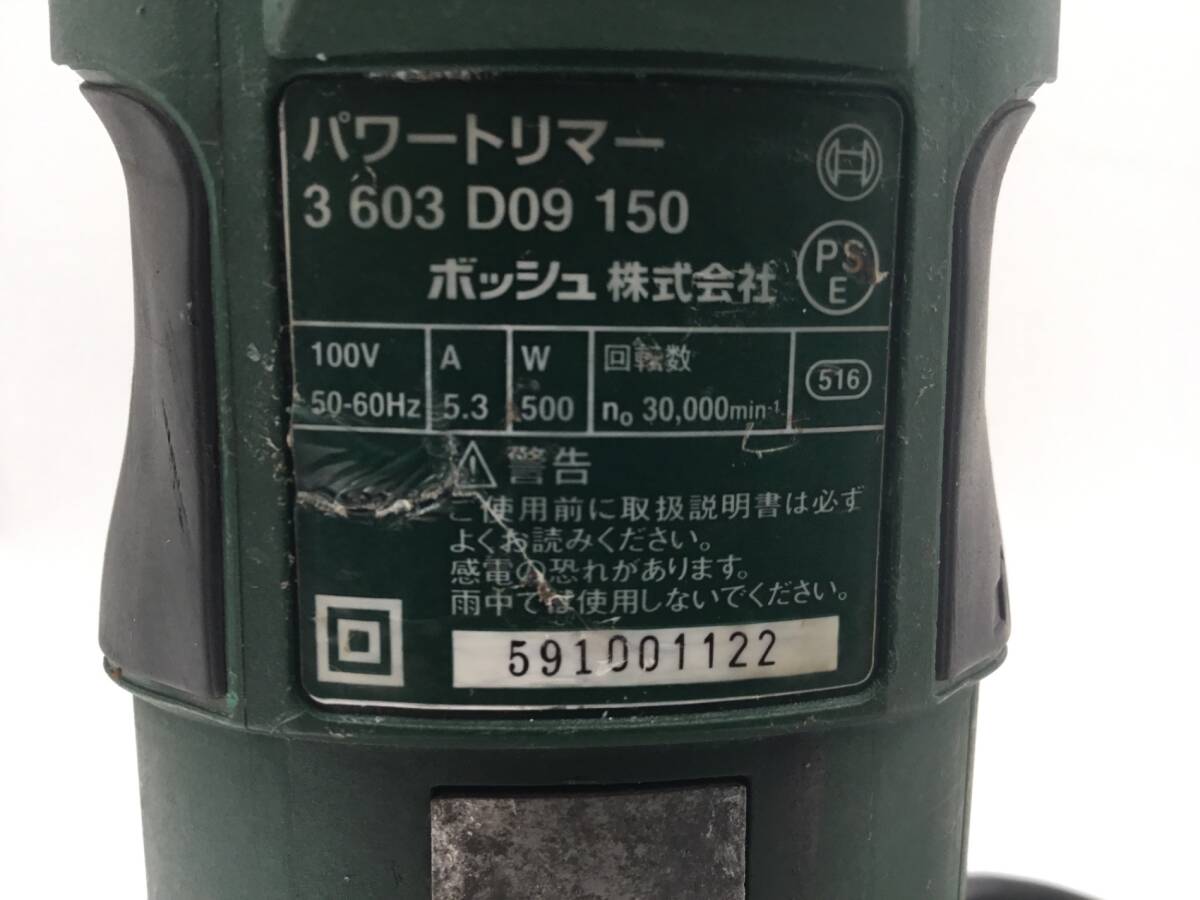 パワートリマー
3 603 D09 150
ボッシュ株式会社
PS
E
100V
50-60Hz
A
5.3
W
500
回転数
n₀ 30,000min⁻¹
516
警告
ご使用前に取扱説明書は必ず
よくお読みください。
感電の恐れがあります。
雨中では使用しないでください。
591001122